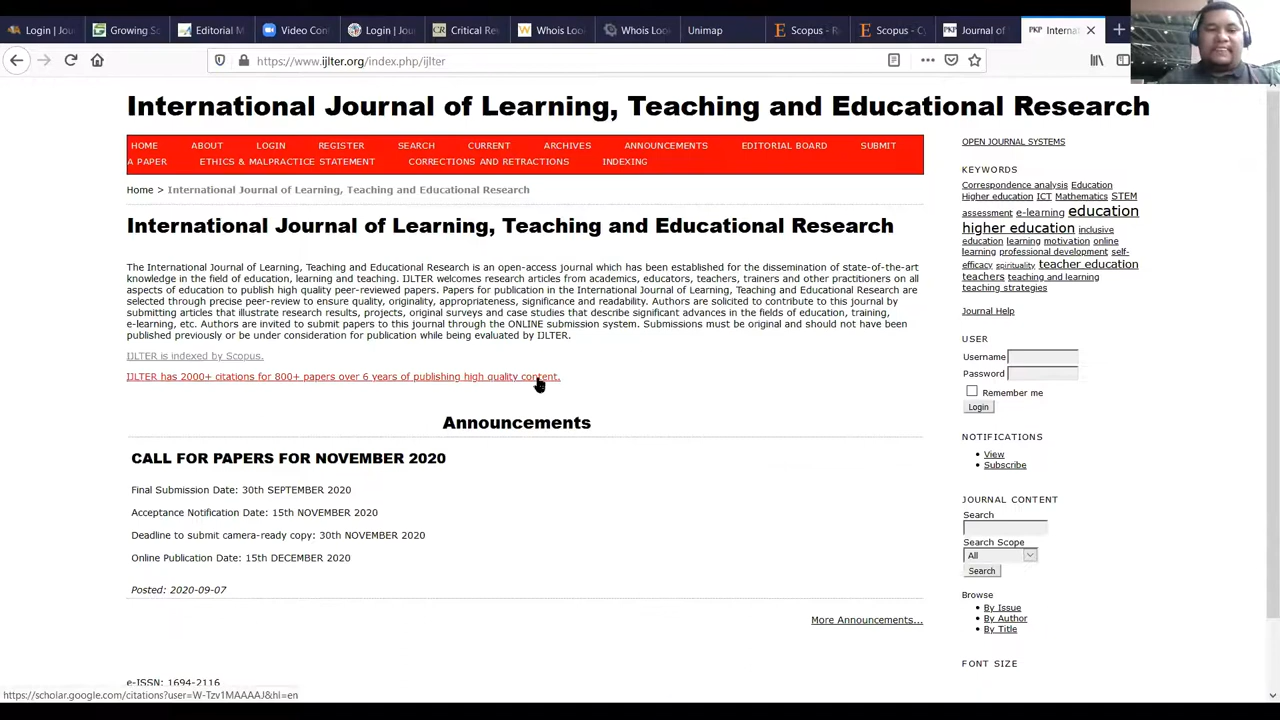 Login | Jou
Growing Sc
Editorial M
Video Con
Login | Jou
Critical Re
Whois Look
Whois Look
Unimap
Scopus - Re
Scopus - C
PKP Journal of
PKP Interna
https://www.ijlter.org/index.php/ijlter
International Journal of Learning, Teaching and Educational Research
HOME ABOUT LOGIN REGISTER SEARCH CURRENT ARCHIVES ANNOUNCEMENTS EDITORIAL BOARD SUBMIT
A PAPER ETHICS & MALPRACTICE STATEMENT CORRECTIONS AND RETRACTIONS INDEXING
Home > International Journal of Learning, Teaching and Educational Research
International Journal of Learning, Teaching and Educational Research
The International Journal of Learning, Teaching and Educational Research is an open-access journal which has been established for the dissemination of state-of-the-art
knowledge in the field of education, learning and teaching. IJLTER welcomes research articles from academics, educators, teachers, trainers and other practitioners on all
aspects of education to publish high quality peer-reviewed papers. Papers for publication in the International Journal of Learning, Teaching and Educational Research are
selected through precise peer-review to ensure quality, originality, appropriateness, significance and readability. Authors are solicited to contribute to this journal by
submitting articles that illustrate research results, projects, original surveys and case studies that describe significant advances in the fields of education, training,
e-learning, etc. Authors are invited to submit papers to this journal through the ONLINE submission system. Submissions must be original and should not have been
published previously or be under consideration for publication while being evaluated by IJLTER.
IJLTER is indexed by Scopus.
IJLTER has 2000+ citations for 800+ papers over 6 years of publishing high quality content.
Announcements
CALL FOR PAPERS FOR NOVEMBER 2020
Final Submission Date: 30th SEPTEMBER 2020
Acceptance Notification Date: 15th NOVEMBER 2020
Deadline to submit camera-ready copy: 30th NOVEMBER 2020
Online Publication Date: 15th DECEMBER 2020
Posted: 2020-09-07
More Announcements...
e-ISSN: 1694-2116
https://scholar.google.com/citations?user=W-Tzv1MAAAAJ&hl=en
OPEN JOURNAL SYSTEMS
KEYWORDS
Correspondence analysis Education
Higher education ICT Mathematics STEM
assessment e-learning education
higher education inclusive
education learning motivation online
learning professional development self-
efficacy spirituality teacher education
teachers teaching and learning
teaching strategies
Journal Help
USER
Username
Password
Remember me
Login
NOTIFICATIONS
View
Subscribe
JOURNAL CONTENT
Search
Search Scope
All
Search
Browse
By Issue
By Author
By Title
FONT SIZE